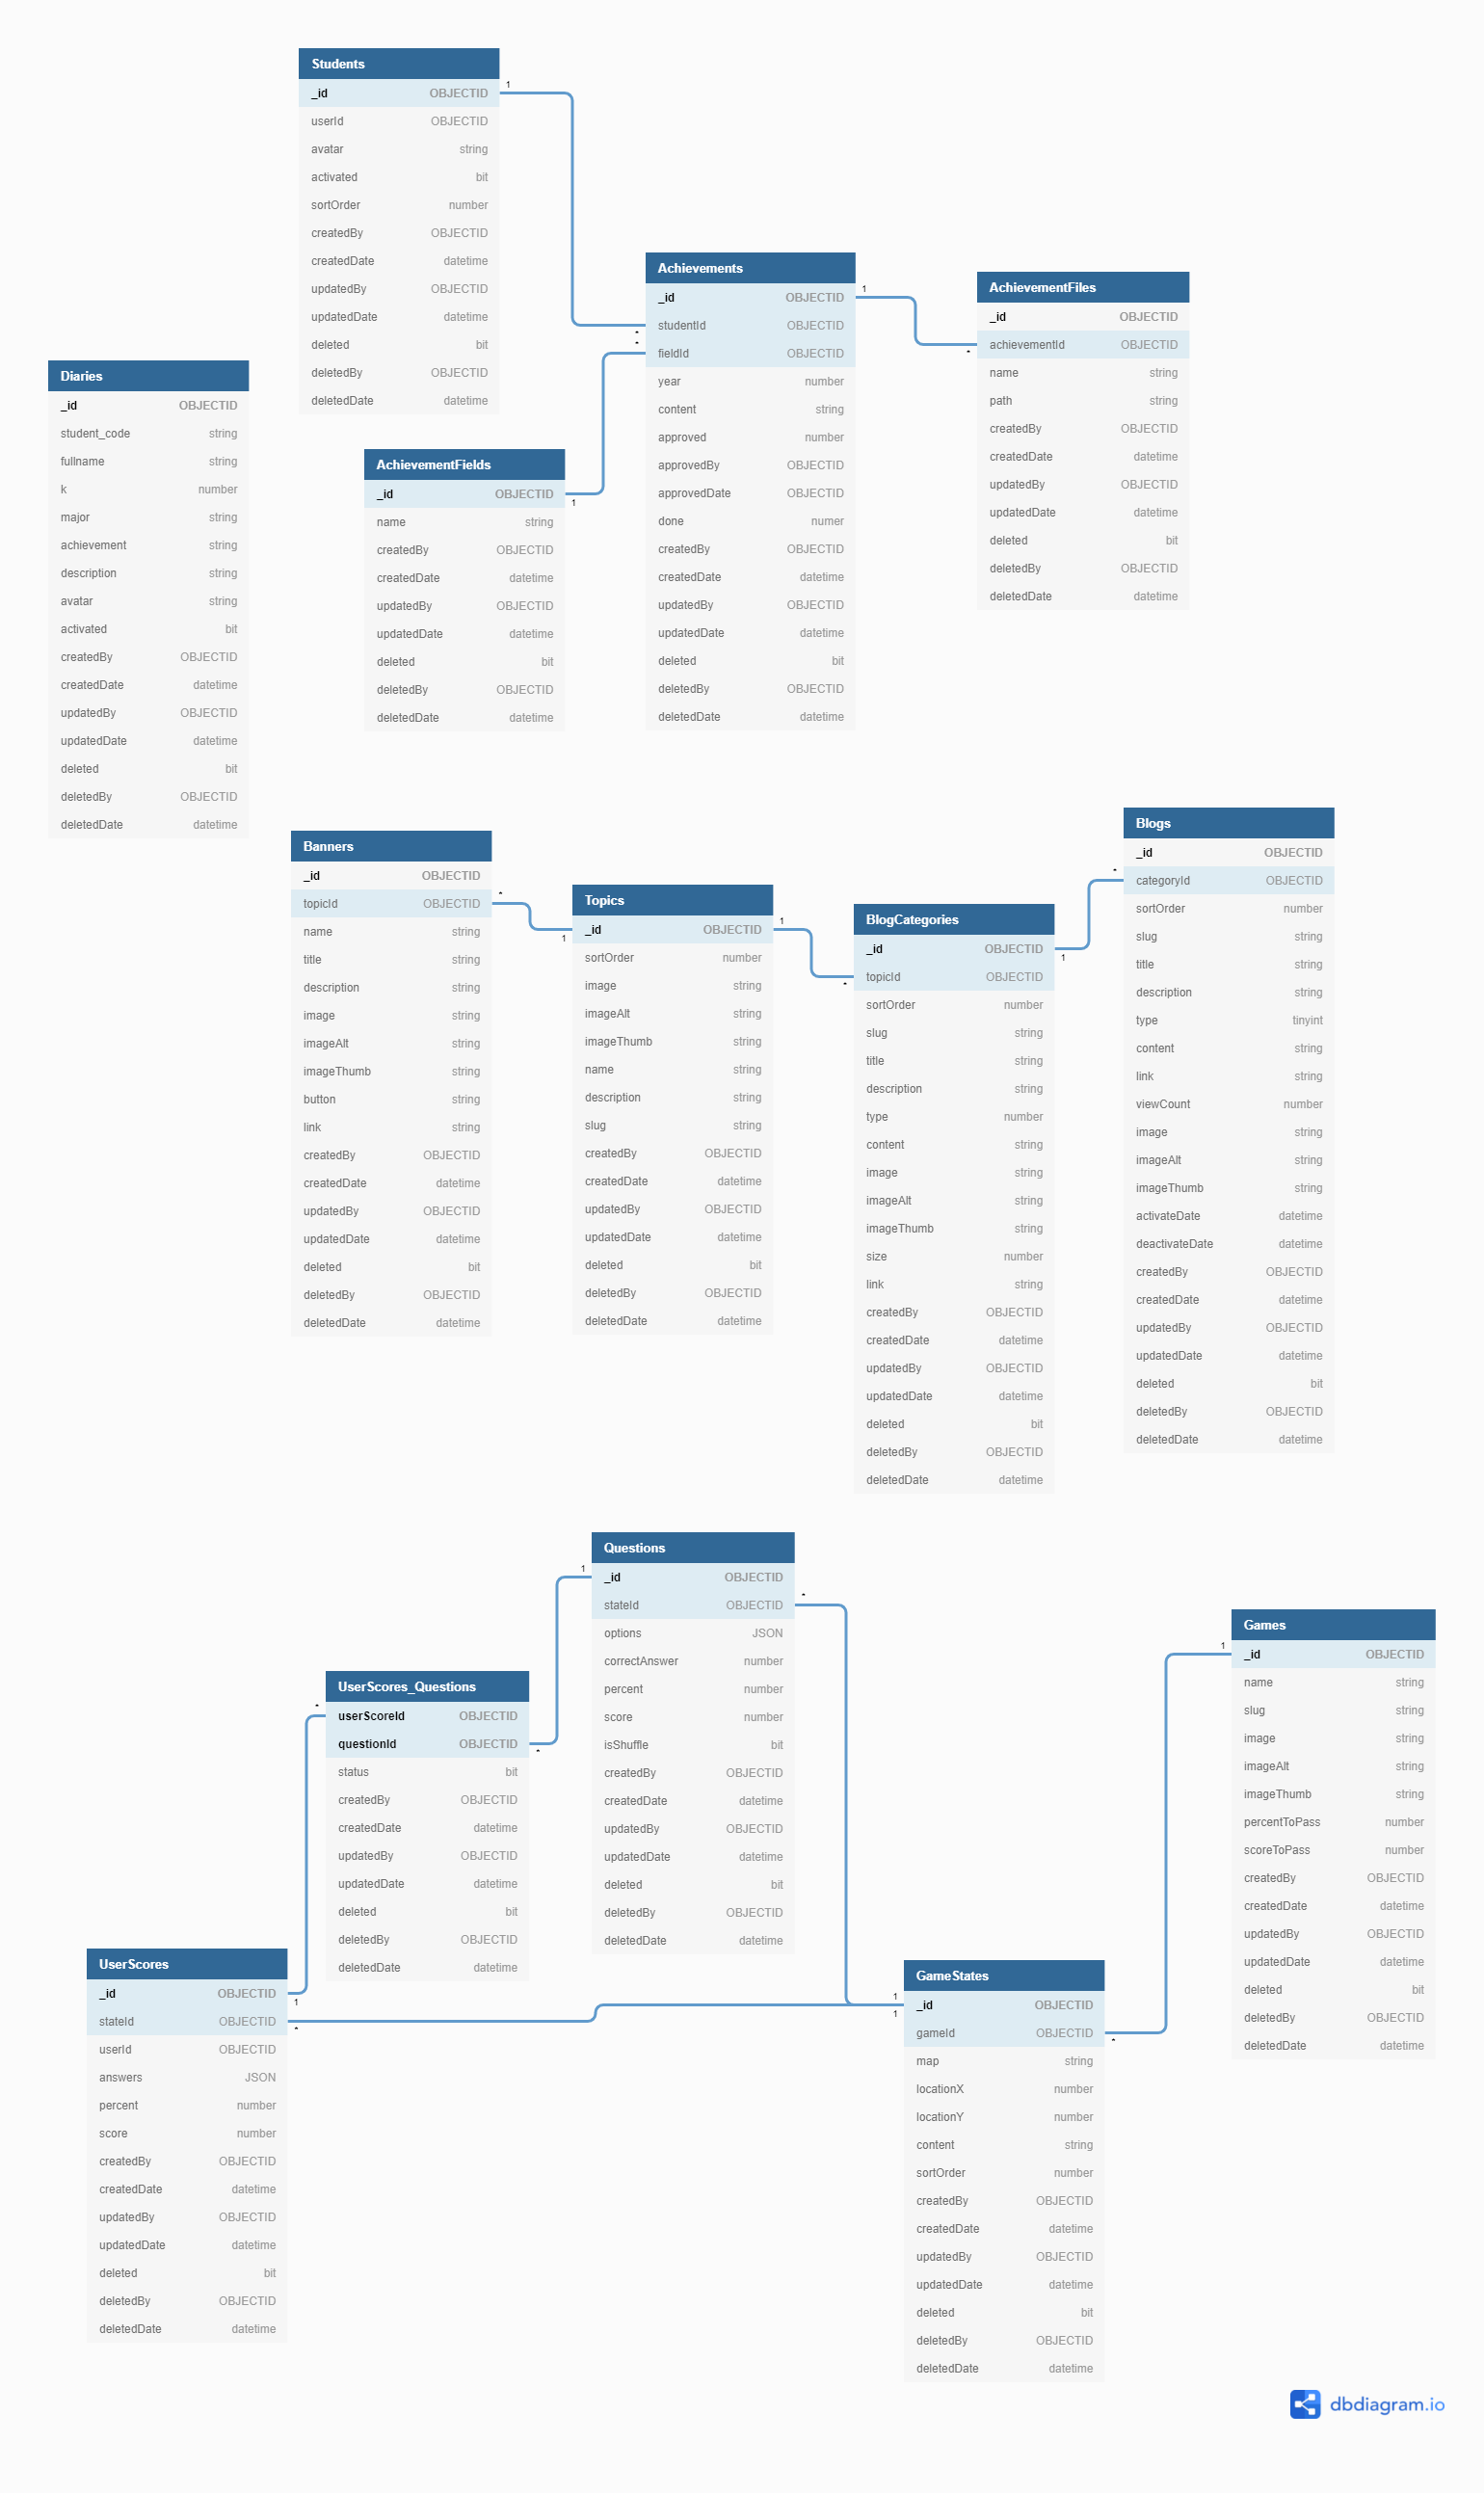 Students
_id OBJECTID
userId OBJECTID
avatar string
activated bit
sortOrder number
createdBy OBJECTID
createdDate datetime
updatedBy OBJECTID
updatedDate datetime
deleted bit
deletedBy OBJECTID
deletedDate datetime
1
*
*
1
Achievements
_id OBJECTID
studentId OBJECTID
fieldId OBJECTID
year number
content string
approved number
approvedBy OBJECTID
approvedDate OBJECTID
done numer
createdBy OBJECTID
createdDate datetime
updatedBy OBJECTID
updatedDate datetime
deleted bit
deletedBy OBJECTID
deletedDate datetime
1
*
AchievementFiles
_id OBJECTID
achievementId OBJECTID
name string
path string
createdBy OBJECTID
createdDate datetime
updatedBy OBJECTID
updatedDate datetime
deleted bit
deletedBy OBJECTID
deletedDate datetime
Diaries
_id OBJECTID
student_code string
fullname string
k number
major string
achievement string
description string
avatar string
activated bit
createdBy OBJECTID
createdDate datetime
updatedBy OBJECTID
updatedDate datetime
deleted bit
deletedBy OBJECTID
deletedDate datetime
AchievementFields
_id OBJECTID
name string
createdBy OBJECTID
createdDate datetime
updatedBy OBJECTID
updatedDate datetime
deleted bit
deletedBy OBJECTID
deletedDate datetime
Banners
_id OBJECTID
topicId OBJECTID
name string
title string
description string
image string
imageAlt string
imageThumb string
button string
link string
createdBy OBJECTID
createdDate datetime
updatedBy OBJECTID
updatedDate datetime
deleted bit
deletedBy OBJECTID
deletedDate datetime
*
1
Topics
_id OBJECTID
sortOrder number
image string
imageAlt string
imageThumb string
name string
description string
slug string
createdBy OBJECTID
createdDate datetime
updatedBy OBJECTID
updatedDate datetime
deleted bit
deletedBy OBJECTID
deletedDate datetime
1
*
BlogCategories
_id OBJECTID
topicId OBJECTID
sortOrder number
slug string
title string
description string
type number
content string
image string
imageAlt string
imageThumb string
size number
link string
createdBy OBJECTID
createdDate datetime
updatedBy OBJECTID
updatedDate datetime
deleted bit
deletedBy OBJECTID
deletedDate datetime
*
1
Blogs
_id OBJECTID
categoryId OBJECTID
sortOrder number
slug string
title string
description string
type tinyint
content string
link string
viewCount number
image string
imageAlt string
imageThumb string
activateDate datetime
deactivateDate datetime
createdBy OBJECTID
createdDate datetime
updatedBy OBJECTID
updatedDate datetime
deleted bit
deletedBy OBJECTID
deletedDate datetime
Questions
_id OBJECTID
stateId OBJECTID
options JSON
correctAnswer number
percent number
score number
isShuffle bit
createdBy OBJECTID
createdDate datetime
updatedBy OBJECTID
updatedDate datetime
deleted bit
deletedBy OBJECTID
deletedDate datetime
1
*
*
*
UserScores_Questions
userScoreId OBJECTID
questionId OBJECTID
status bit
createdBy OBJECTID
createdDate datetime
updatedBy OBJECTID
updatedDate datetime
deleted bit
deletedBy OBJECTID
deletedDate datetime
Games
_id OBJECTID
name string
slug string
image string
imageAlt string
imageThumb string
percentToPass number
scoreToPass number
createdBy OBJECTID
createdDate datetime
updatedBy OBJECTID
updatedDate datetime
deleted bit
deletedBy OBJECTID
deletedDate datetime
1
UserScores
_id OBJECTID
stateId OBJECTID
userId OBJECTID
answers JSON
percent number
score number
createdBy OBJECTID
createdDate datetime
updatedBy OBJECTID
updatedDate datetime
deleted bit
deletedBy OBJECTID
deletedDate datetime
1
*
1
1
GameStates
_id OBJECTID
gameId OBJECTID
map string
locationX number
locationY number
content string
sortOrder number
createdBy OBJECTID
createdDate datetime
updatedBy OBJECTID
updatedDate datetime
deleted bit
deletedBy OBJECTID
deletedDate datetime
*
dbdiagram.io